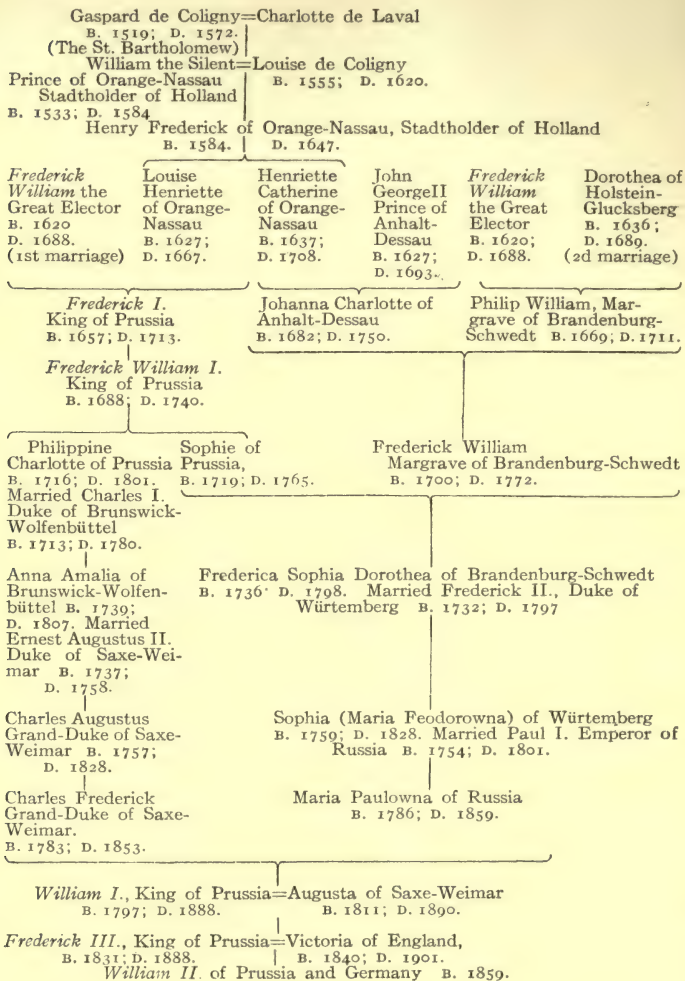 Gaspard de Coligny=Charlotte de Laval
B. 1519; D. 1572.
(The St. Bartholomew)
William the Silent=Louise de Coligny
Prince of Orange-Nassau B. 1555; D. 1620.
Stadtholder of Holland
B. 1533; D. 1584
Henry Frederick of Orange-Nassau, Stadtholder of Holland
B. 1584. D. 1647.
Frederick
William the
Great Elector
B. 1620
D. 1688.
(1st marriage)
Louise
Henriette
of Orange-
Nassau
B. 1627;
D. 1667.
Henriette
Catherine
of Orange-
Nassau
B. 1637;
D. 1708.
John
George II
Prince of
Anhalt-
Dessau
B. 1627;
D. 1693.
Frederick
William
the Great
Elector
B. 1620;
D. 1688.
Dorothea of
Holstein-
Glucksberg
B. 1636;
D. 1689.
(2d marriage)
Frederick I.
King of Prussia
B. 1657; D. 1713.
Johanna Charlotte of
Anhalt-Dessau
B. 1682; D. 1750.
Philip William, Mar-
grave of Brandenburg-
Schwedt B. 1669; D. 1711.
Frederick William I.
King of Prussia
B. 1688; D. 1740.
Philippine
Charlotte of Prussia
B. 1716; D. 1801.
Married Charles I.
Duke of Brunswick-
Wolfenbüttel
B. 1713; D. 1780.
Sophie of
Prussia,
B. 1719; D. 1765.
Frederick William
Margrave of Brandenburg-Schwedt
B. 1700; D. 1772.
Anna Amalia of
Brunswick-Wolfen-
büttel B. 1739;
D. 1807. Married
Ernest Augustus II.
Duke of Saxe-Wei-
mar B. 1737;
D. 1758.
Frederica Sophia Dorothea of Brandenburg-Schwedt
B. 1736· D. 1798. Married Frederick II., Duke of
Würtemberg B. 1732; D. 1797
Charles Augustus
Grand-Duke of Saxe-
Weimar B. 1757;
D. 1828.
Sophia (Maria Feodorowna) of Würtemberg
B. 1759; D. 1828. Married Paul I. Emperor of
Russia B. 1754; D. 1801.
Charles Frederick
Grand-Duke of Saxe-
Weimar.
B. 1783; D. 1853.
Maria Paulowna of Russia
B. 1786; D. 1859.
William I., King of Prussia=Augusta of Saxe-Weimar
B. 1797; D. 1888. B. 1811; D. 1890.
Frederick III., King of Prussia=Victoria of England,
B. 1831; D. 1888. B. 1840; D. 1901.
William II. of Prussia and Germany B. 1859.